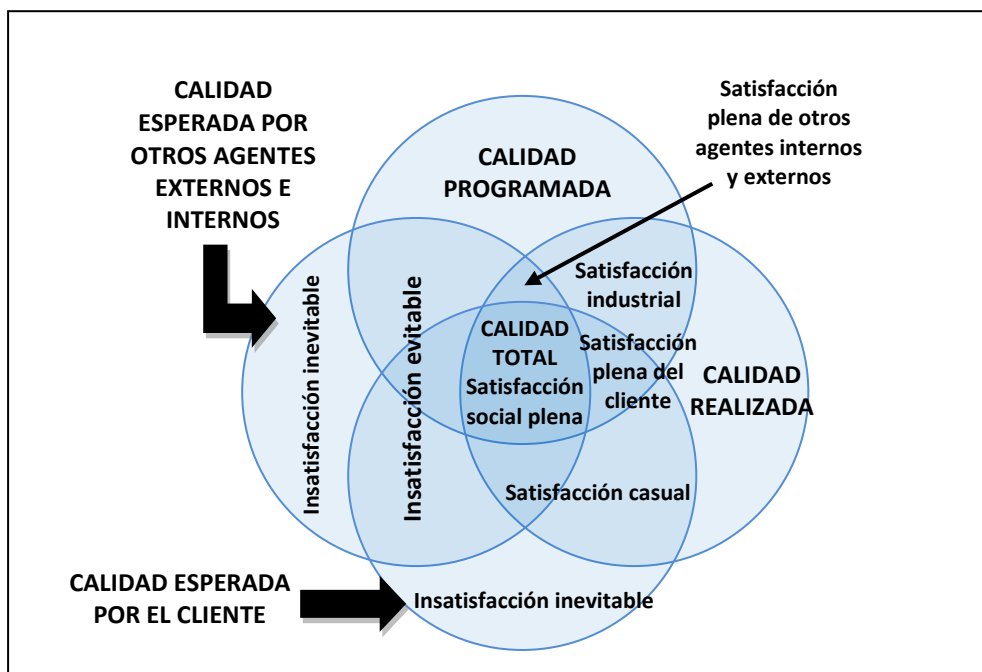 CALIDAD
ESPERADA POR
OTROS AGENTES
EXTERNOS E
INTERNOS
Satisfacción
plena de otros
agentes internos
y externos
CALIDAD
PROGRAMADA
Satisfacción
industrial
Insatisfacción inevitable
Insatisfacción evitable
CALIDAD
TOTAL
Satisfacción
social plena
Satisfacción
plena del
cliente
CALIDAD
REALIZADA
Satisfacción casual
CALIDAD ESPERADA
POR EL CLIENTE
Insatisfacción inevitable